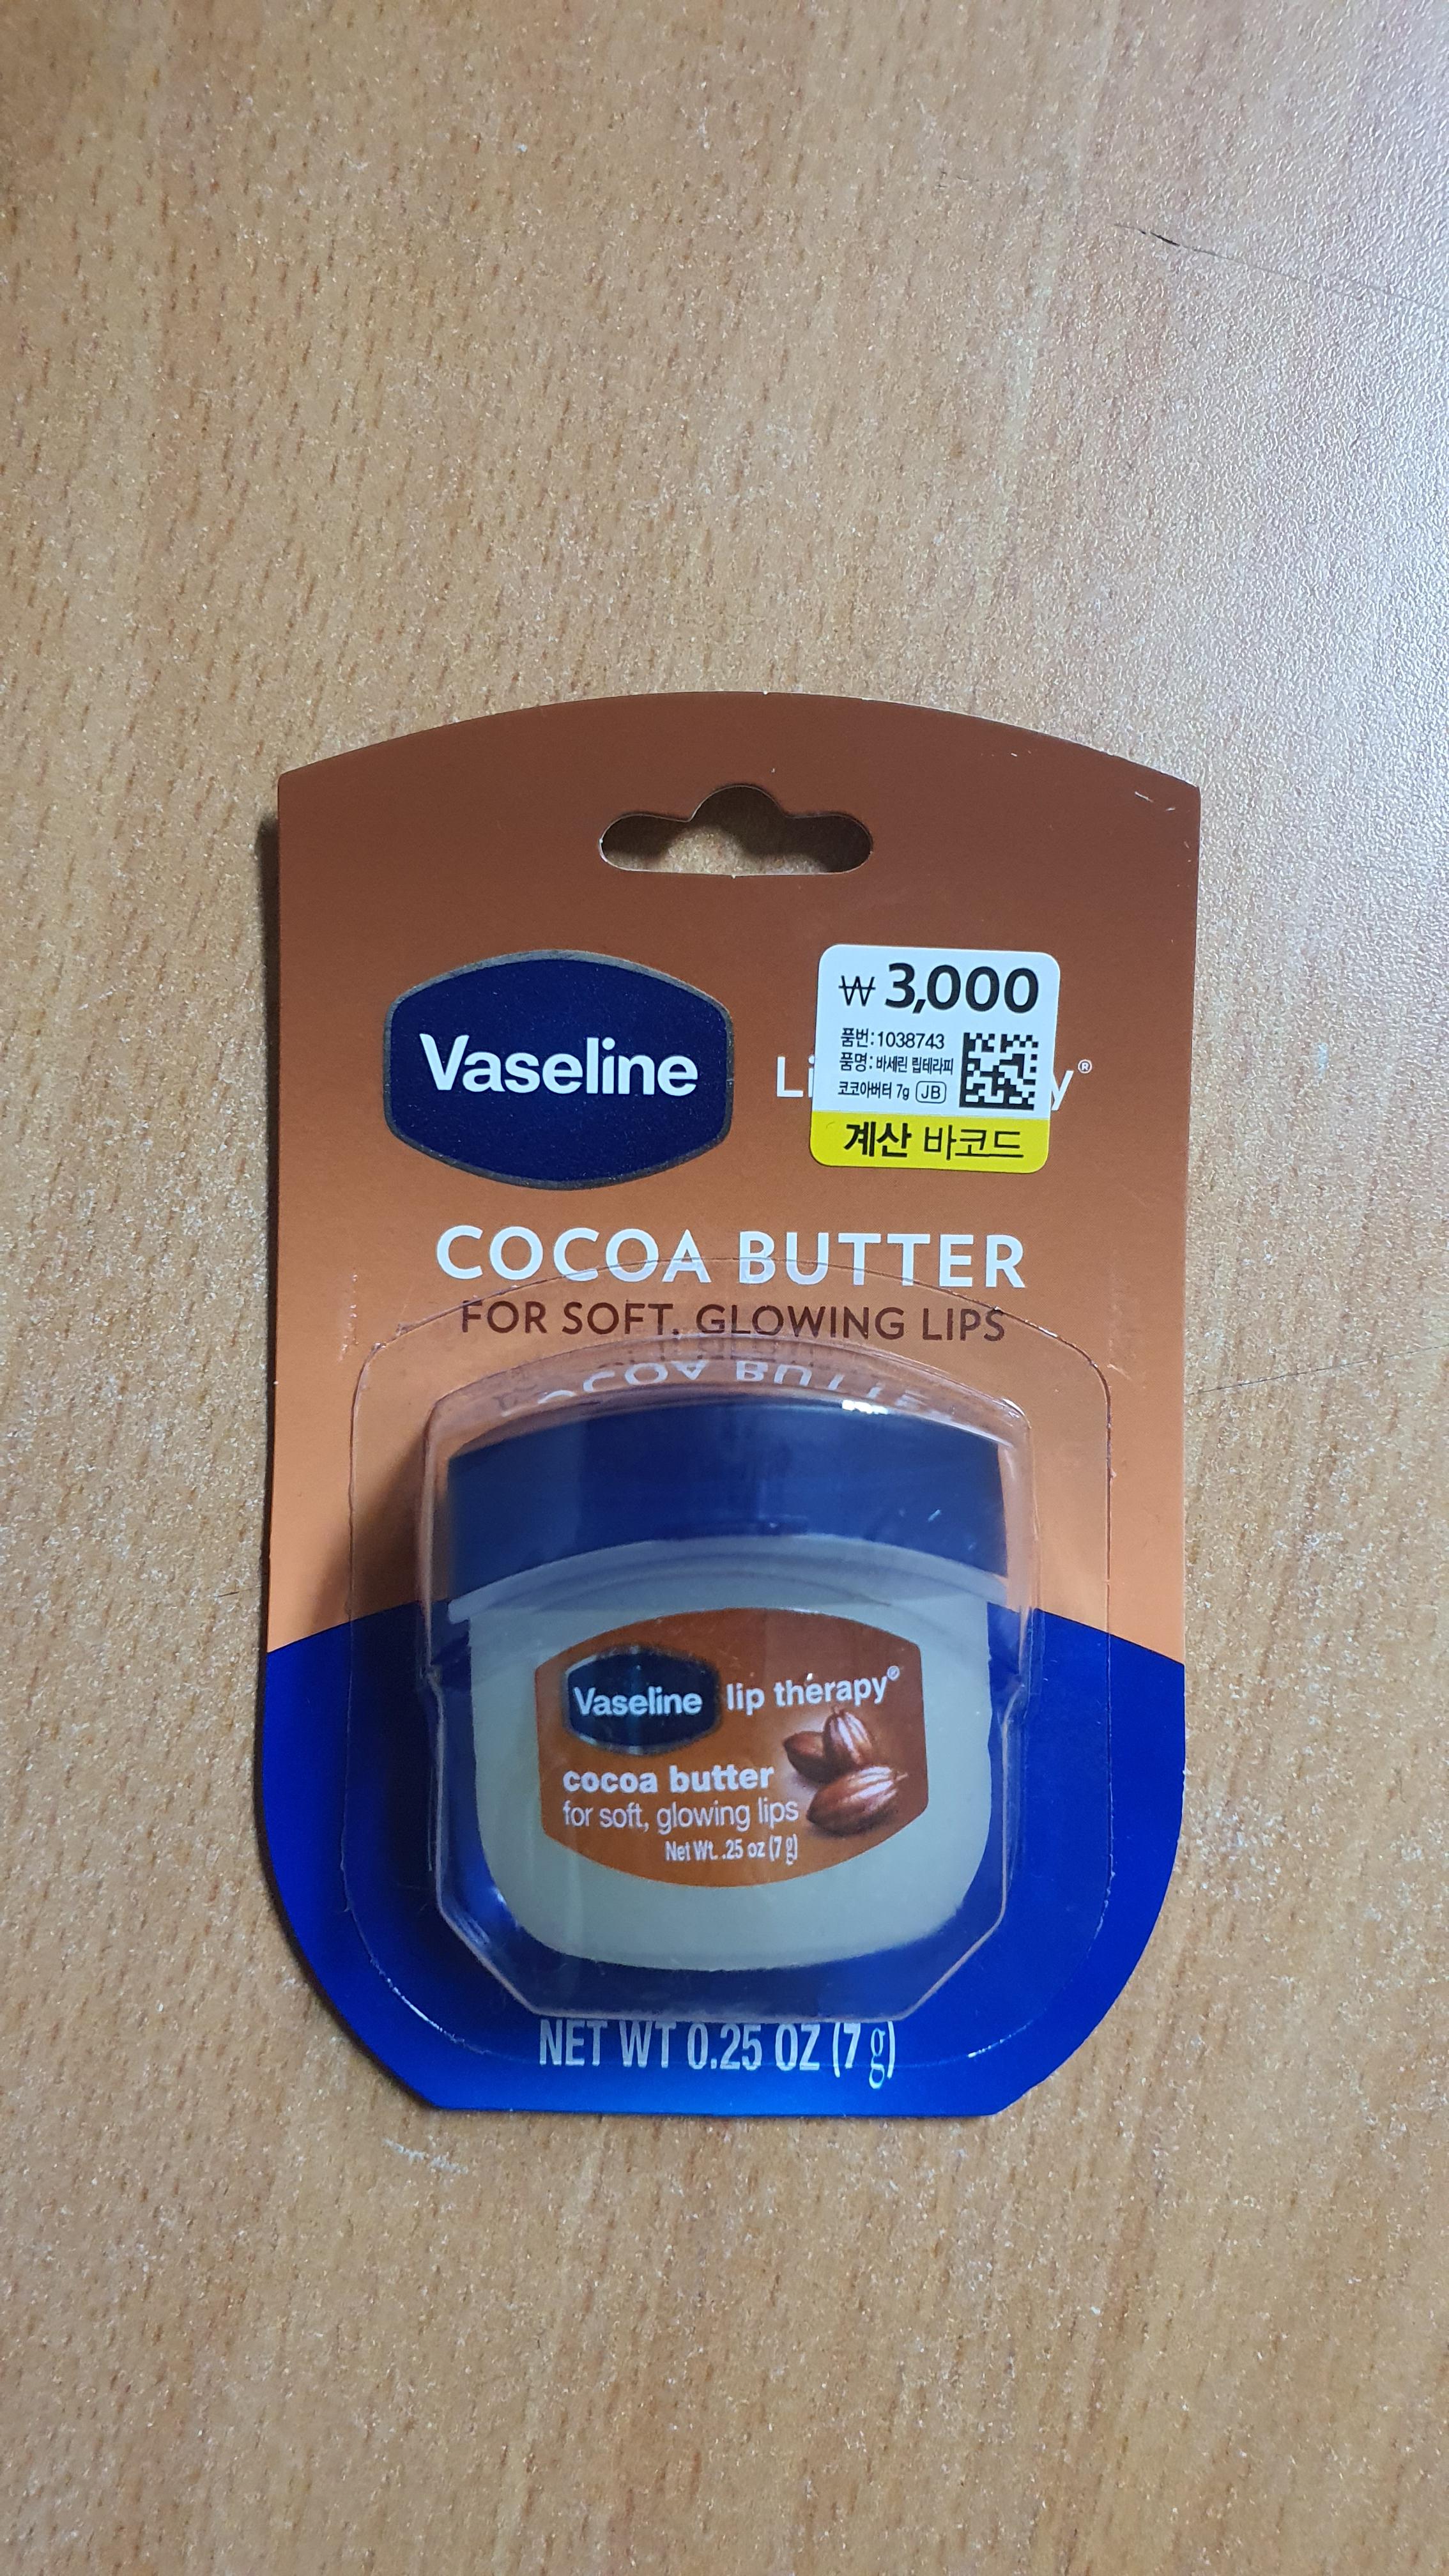 Vaseline
₩3,000
품번:1038743
품명:바세린 립테라피
코코아버터 7g JB
계산 바코드
COCOA BUTTER
FOR SOFT, GLOWING LIPS
Vaseline lip therapy®
cocoa butter
for soft, glowing lips
Net Wt. .25 oz (7 g)
NET WT 0.25 OZ (7 g)